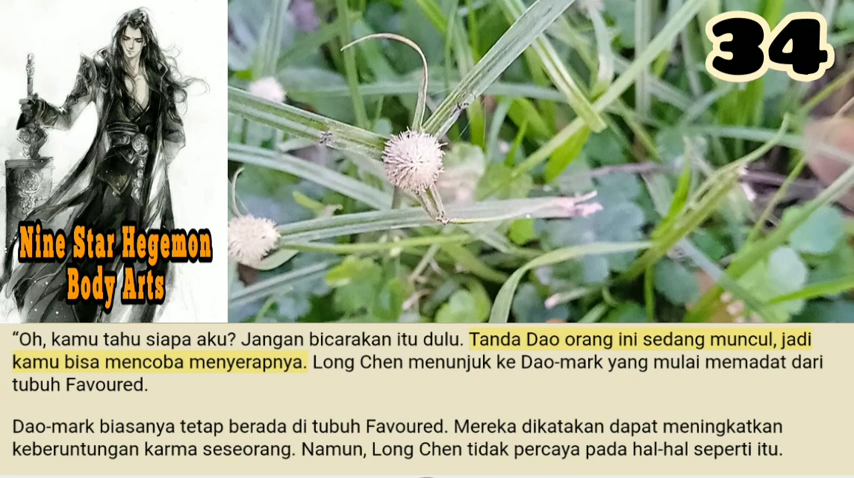 34
Nine Star Hegemon
Body Arts
“Oh, kamu tahu siapa aku? Jangan bicarakan itu dulu. Tanda Dao orang ini sedang muncul, jadi
kamu bisa mencoba menyerapnya. Long Chen menunjuk ke Dao-mark yang mulai memadat dari
tubuh Favoured.
Dao-mark biasanya tetap berada di tubuh Favoured. Mereka dikatakan dapat meningkatkan
keberuntungan karma seseorang. Namun, Long Chen tidak percaya pada hal-hal seperti itu.